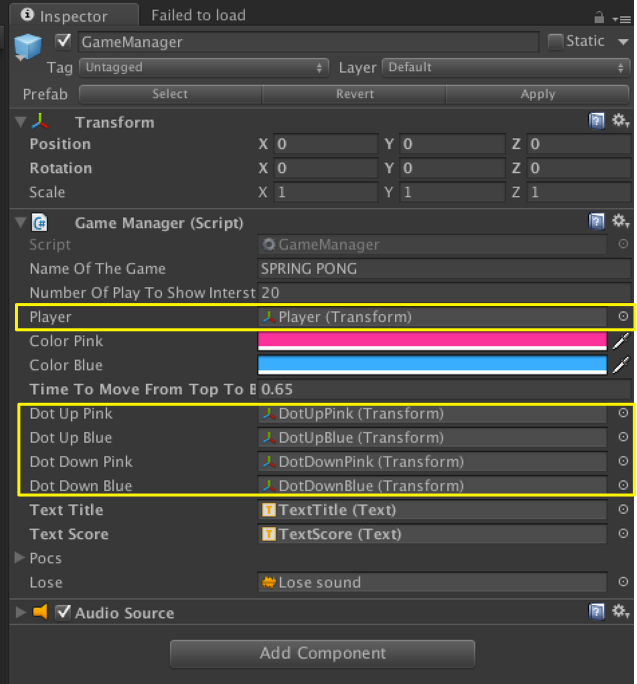 Inspector Failed to load
GameManager Static
Tag Untagged Layer Default
Prefab Select Revert Apply
Transform
Position X 0 Y 0 Z 0
Rotation X 0 Y 0 Z 0
Scale X 1 Y 1 Z 1
Game Manager (Script)
Script GameManager
Name Of The Game SPRING PONG
Number Of Play To Show Interst 20
Player Player (Transform)
Color Pink
Color Blue
Time To Move From Top To B 0.65
Dot Up Pink DotUpPink (Transform)
Dot Up Blue DotUpBlue (Transform)
Dot Down Pink DotDownPink (Transform)
Dot Down Blue DotDownBlue (Transform)
Text Title TextTitle (Text)
Text Score TextScore (Text)
Pocs
Lose Lose sound
Audio Source
Add Component